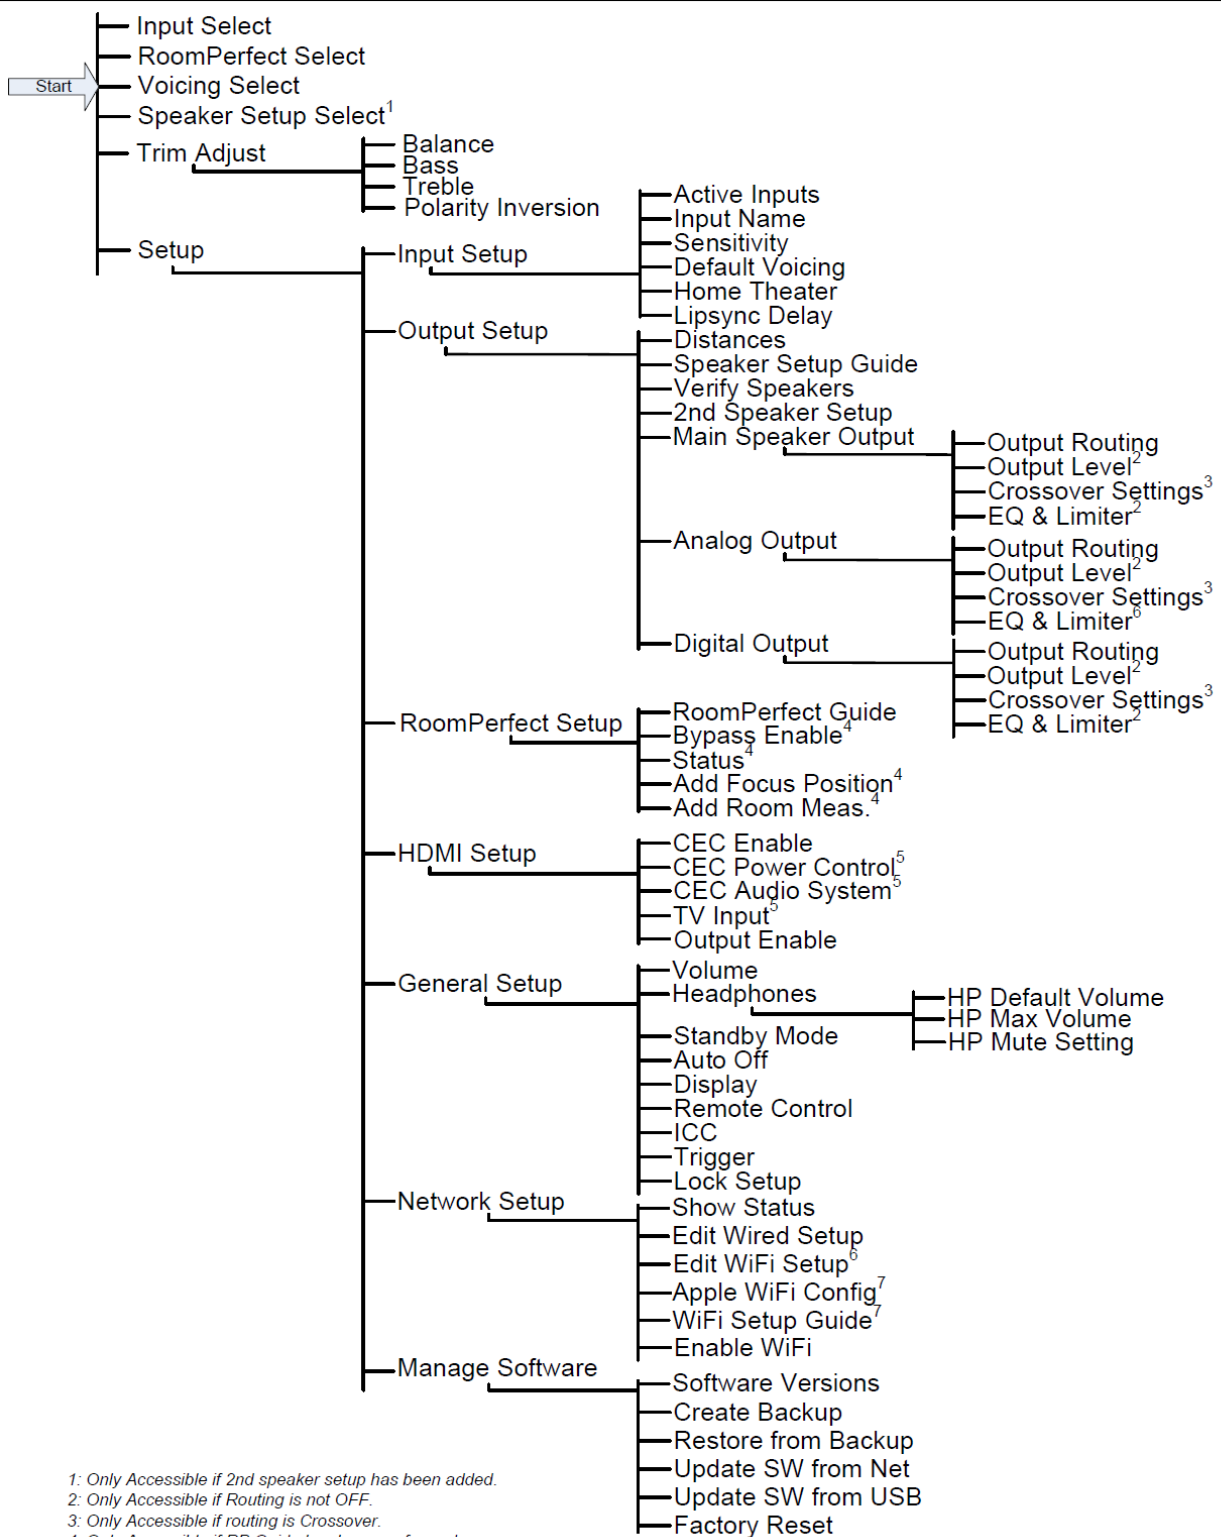 Start
Input Select
RoomPerfect Select
Voicing Select
Speaker Setup Select1
Trim Adjust
Balance
Bass
Treble
Polarity Inversion
Setup
Input Setup
Active Inputs
Input Name
Sensitivity
Default Voicing
Home Theater
Lipsync Delay
Output Setup
Distances
Speaker Setup Guide
Verify Speakers
2nd Speaker Setup
Main Speaker Output
Output Routing
Output Level2
Crossover Settings3
EQ & Limiter2
Analog Output
Output Routing
Output Level2
Crossover Settings3
EQ & Limiter6
Digital Output
Output Routing
Output Level2
Crossover Settings3
EQ & Limiter2
RoomPerfect Setup
RoomPerfect Guide
Bypass Enable4
Status4
Add Focus Position4
Add Room Meas.4
HDMI Setup
CEC Enable
CEC Power Control5
CEC Audio System5
TV Input5
Output Enable
General Setup
Volume
Headphones
HP Default Volume
HP Max Volume
HP Mute Setting
Standby Mode
Auto Off
Display
Remote Control
ICC
Trigger
Lock Setup
Network Setup
Show Status
Edit Wired Setup
Edit WiFi Setup6
Apple WiFi Config7
WiFi Setup Guide7
Enable WiFi
Manage Software
Software Versions
Create Backup
Restore from Backup
Update SW from Net
Update SW from USB
Factory Reset
1: Only Accessible if 2nd speaker setup has been added.
2: Only Accessible if Routing is not OFF.
3: Only Accessible if routing is Crossover.